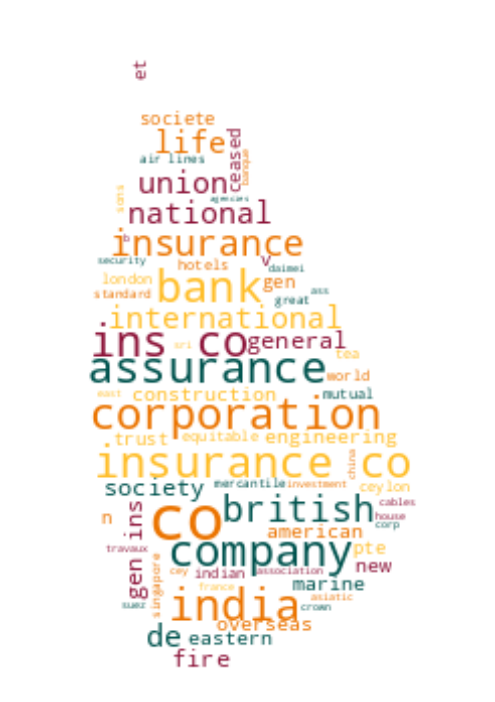 et
societe
life
ceased
air lines
banque
union
agencies
sons
national
b
insurance
security
hotels
v
daimei
london
bank
gen
standard
great
ass
international
ins co
sri
general
tea
assurance
world
east
construction
mutual
corporation
trust
equitable
engineering
insurance co
china
society
mercantile
investment
ceylon
gen ins
n
co
british
cables
house
corp
american
travaux
company
pte
singapore
cey
indian
association
new
france
marine
suez
india
asiatic
crown
overseas
de
eastern
fire